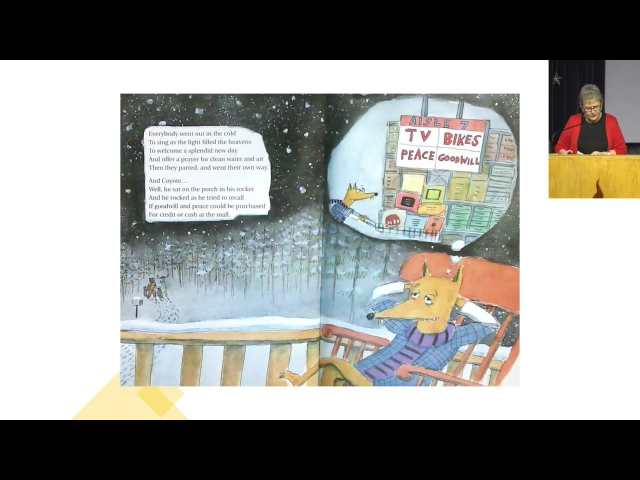 Everybody went out in the cold
To sing as the light filled the heavens
To welcome a splendid new day
And offer a prayer for clean water and air
Then they parted, and went their own way.
And Coyote...
Well, he sat on the porch in his rocker
And he rocked as he tried to recall
If goodwill and peace could be purchased
For credit or cash at the mall.
AISLE 7
TV BIKES
PEACE GOODWILL